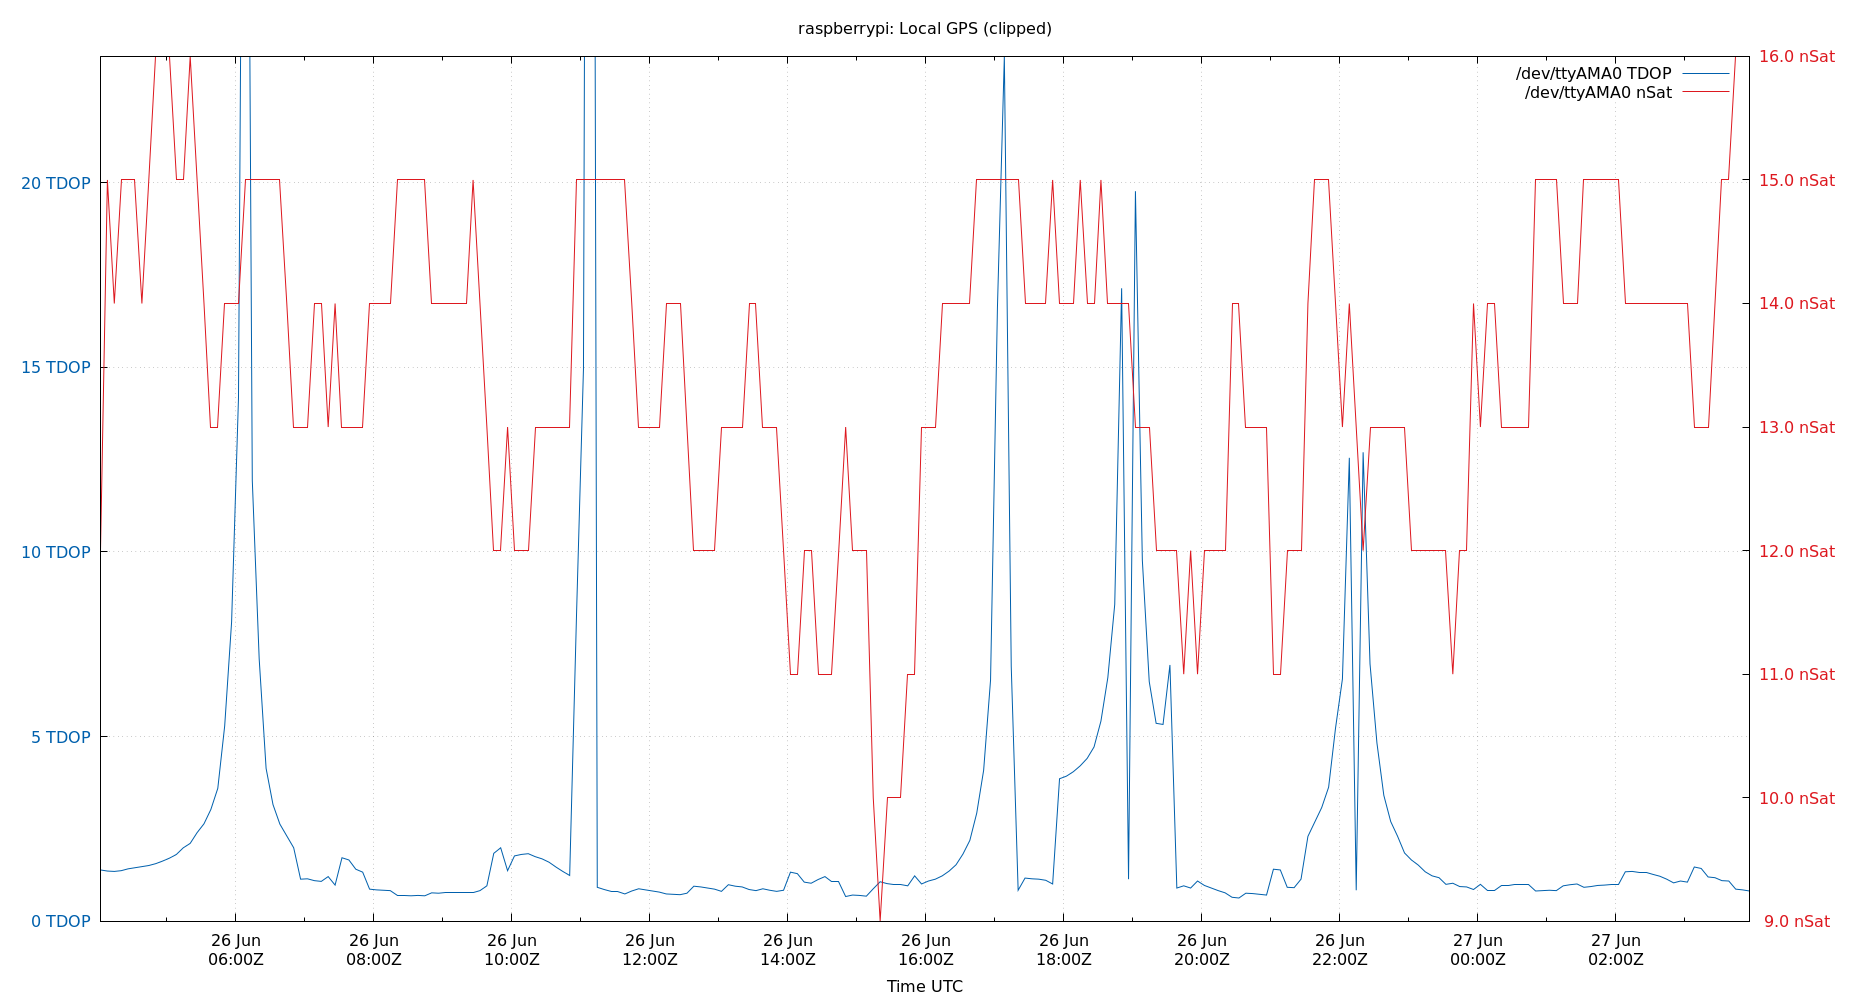 raspberrypi: Local GPS (clipped)
/dev/ttyAMA0 TDOP
/dev/ttyAMA0 nSat
20 TDOP
15 TDOP
10 TDOP
5 TDOP
0 TDOP
16.0 nSat
15.0 nSat
14.0 nSat
13.0 nSat
12.0 nSat
11.0 nSat
10.0 nSat
9.0 nSat
26 Jun
06:00Z
26 Jun
08:00Z
26 Jun
10:00Z
26 Jun
12:00Z
26 Jun
14:00Z
26 Jun
16:00Z
26 Jun
18:00Z
26 Jun
20:00Z
26 Jun
22:00Z
27 Jun
00:00Z
27 Jun
02:00Z
Time UTC